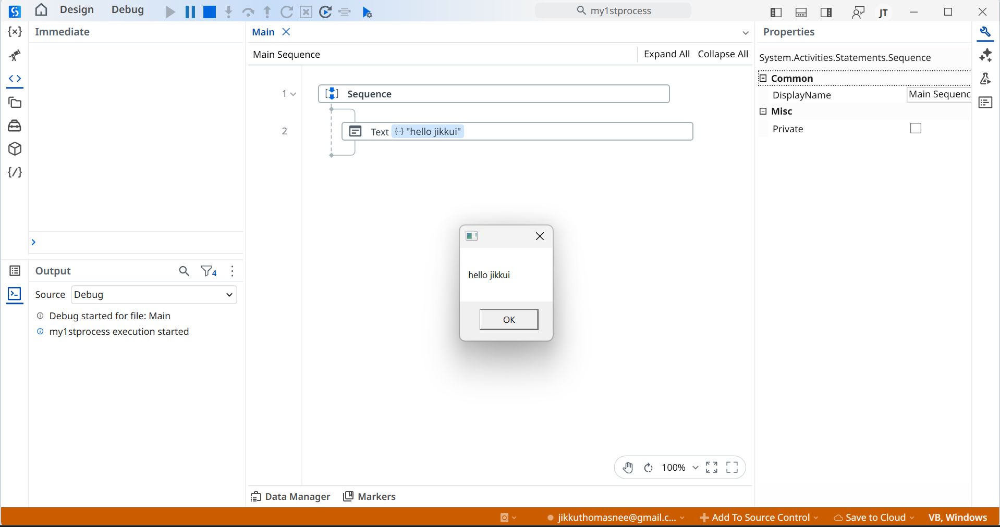 Design Debug my1stprocess JT
Immediate
Main
Properties
Main Sequence Expand All Collapse All
System.Activities.Statements.Sequence
Common
DisplayName Main Sequenc
Misc
Private
1 Sequence
2 Text "hello jikkui"
hello jikkui
OK
Output 4
Source Debug
Debug started for file: Main
my1stprocess execution started
100%
Data Manager Markers
jikkuthomasnee@gmail.c... Add To Source Control Save to Cloud VB, Windows